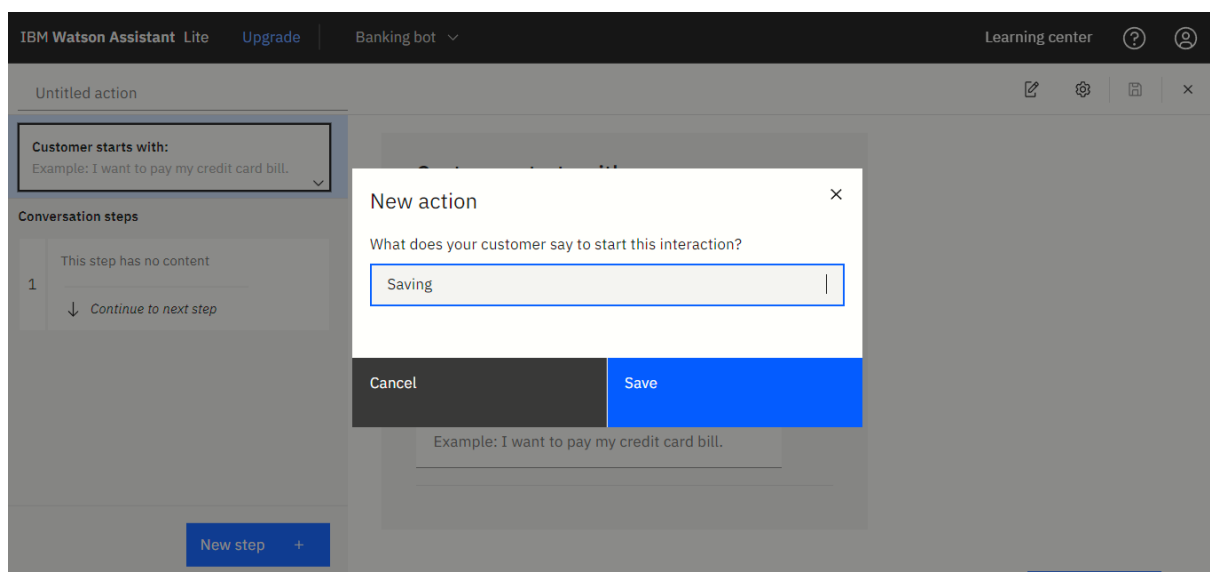 IBM Watson Assistant Lite Upgrade Banking bot Learning center
Untitled action
Customer starts with:
Example: I want to pay my credit card bill.
Conversation steps
1
This step has no content
Continue to next step
New step +
New action
What does your customer say to start this interaction?
Saving
Cancel Save
Example: I want to pay my credit card bill.